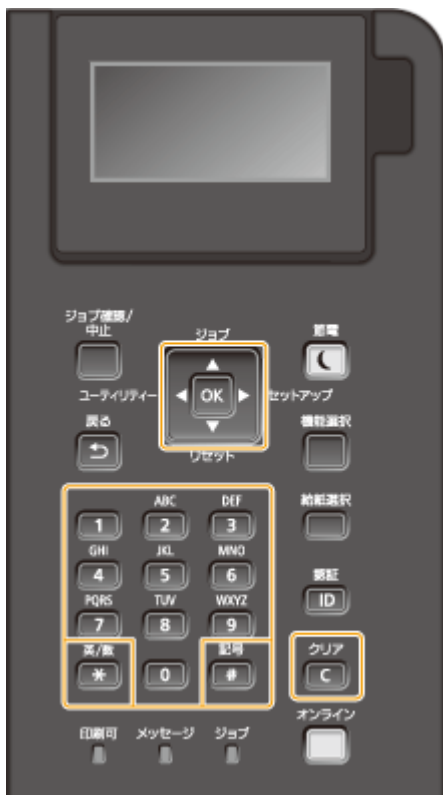 ジョブ確認/
中止
ジョブ
節電
ユーティリティー
OK
セットアップ
戻る
リセット
機能選択
ABC
DEF
給紙選択
1
2
3
GHI
JKL
MNO
4
5
6
認証
ID
PQRS
TUV
WXYZ
7
8
9
英/数
記号
クリア
*
0
#
C
印刷可
メッセージ
ジョブ
オンライン